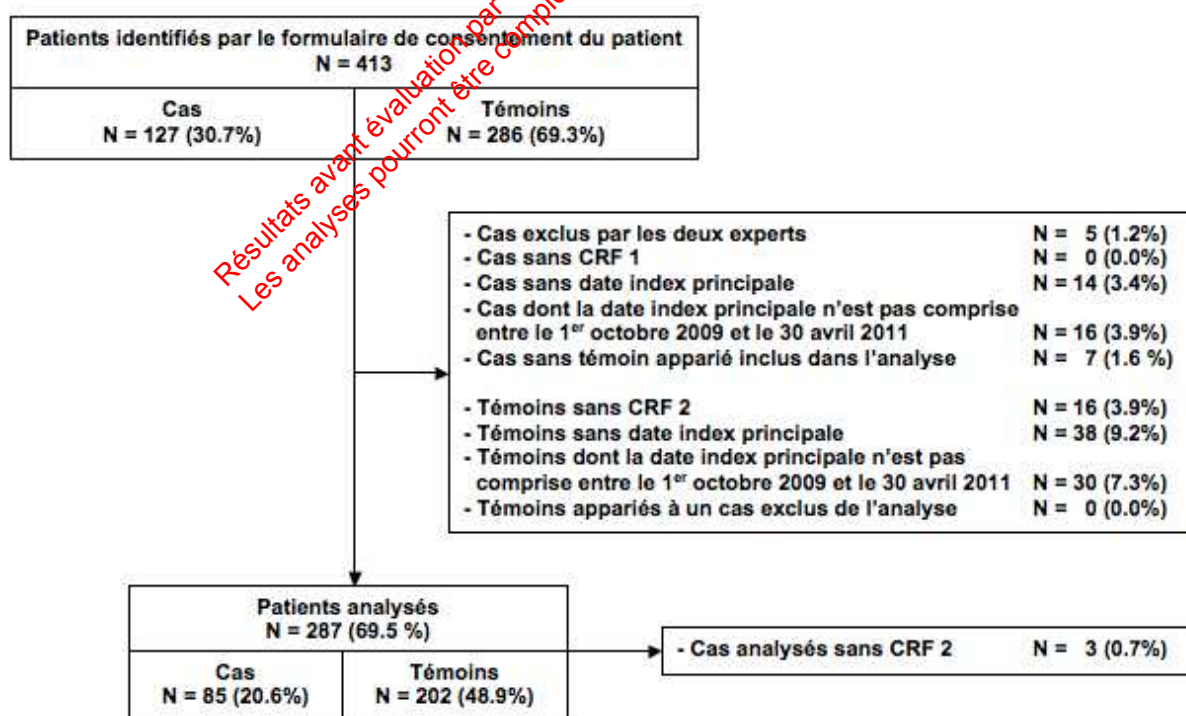 Patients identifiés par le formulaire de consentement du patient
N = 413
Cas
N = 127 (30.7%)
Témoins
N = 286 (69.3%)
Résultats avant évaluation par
Les analyses pourront être
- Cas exclus par les deux experts N = 5 (1.2%)
- Cas sans CRF 1 N = 0 (0.0%)
- Cas sans date index principale N = 14 (3.4%)
- Cas dont la date index principale n'est pas comprise
entre le 1er octobre 2009 et le 30 avril 2011 N = 16 (3.9%)
- Cas sans témoin apparié inclus dans l'analyse N = 7 (1.6 %)
- Témoins sans CRF 2 N = 16 (3.9%)
- Témoins sans date index principale N = 38 (9.2%)
- Témoins dont la date index principale n'est pas
comprise entre le 1er octobre 2009 et le 30 avril 2011 N = 30 (7.3%)
- Témoins appariés à un cas exclus de l'analyse N = 0 (0.0%)
Patients analysés
N = 287 (69.5 %)
Cas
N = 85 (20.6%)
Témoins
N = 202 (48.9%)
- Cas analysés sans CRF 2 N = 3 (0.7%)